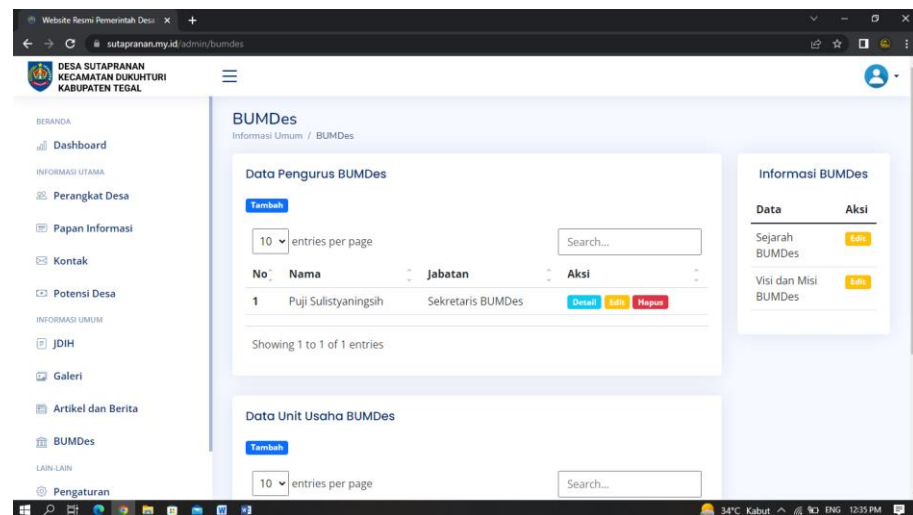 Website Resmi Pemerintah Desa
sutapranan.my.id/admin/bumdes
DESA SUTAPRANAN
KECAMATAN DUKUHTURI
KABUPATEN TEGAL
BERANDA
Dashboard
INFORMASI UTAMA
Perangkat Desa
Papan Informasi
Kontak
Potensi Desa
INFORMASI UMUM
JDIH
Galeri
Artikel dan Berita
BUMDes
LAIN-LAIN
Pengaturan
BUMDes
Informasi Umum / BUMDes
Data Pengurus BUMDes
Tambah
10 entries per page Search...
No Nama Jabatan Aksi
1 Puji Sulistyaningsih Sekretaris BUMDes Detail Edit Hapus
Showing 1 to 1 of 1 entries
Data Unit Usaha BUMDes
Tambah
10 entries per page Search...
Informasi BUMDes
Data Aksi
Sejarah Edit
BUMDes
Visi dan Misi Edit
BUMDes
34°C Kabut ENG 12:35 PM